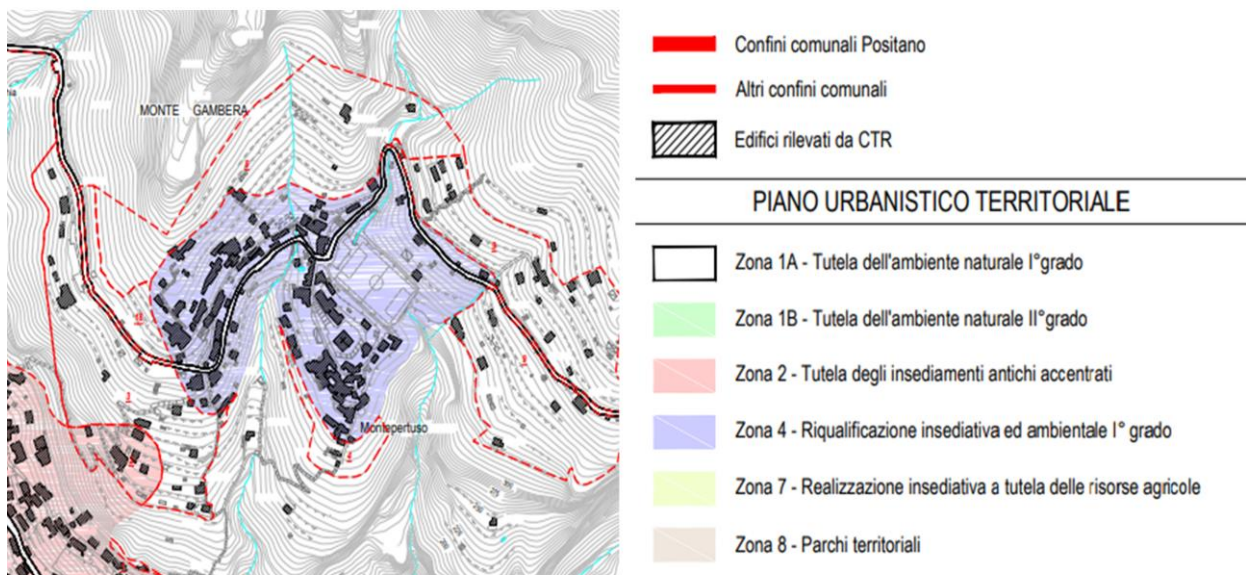 MONTE GAMBERA
Montepertuso
Confini comunali Positano
Altri confini comunali
Edifici rilevati da CTR
PIANO URBANISTICO TERRITORIALE
Zona 1A - Tutela dell'ambiente naturale I°grado
Zona 1B - Tutela dell'ambiente naturale II°grado
Zona 2 - Tutela degli insediamenti antichi accentrati
Zona 4 - Riqualificazione insediativa ed ambientale I° grado
Zona 7 - Realizzazione insediativa a tutela delle risorse agricole
Zona 8 - Parchi territoriali